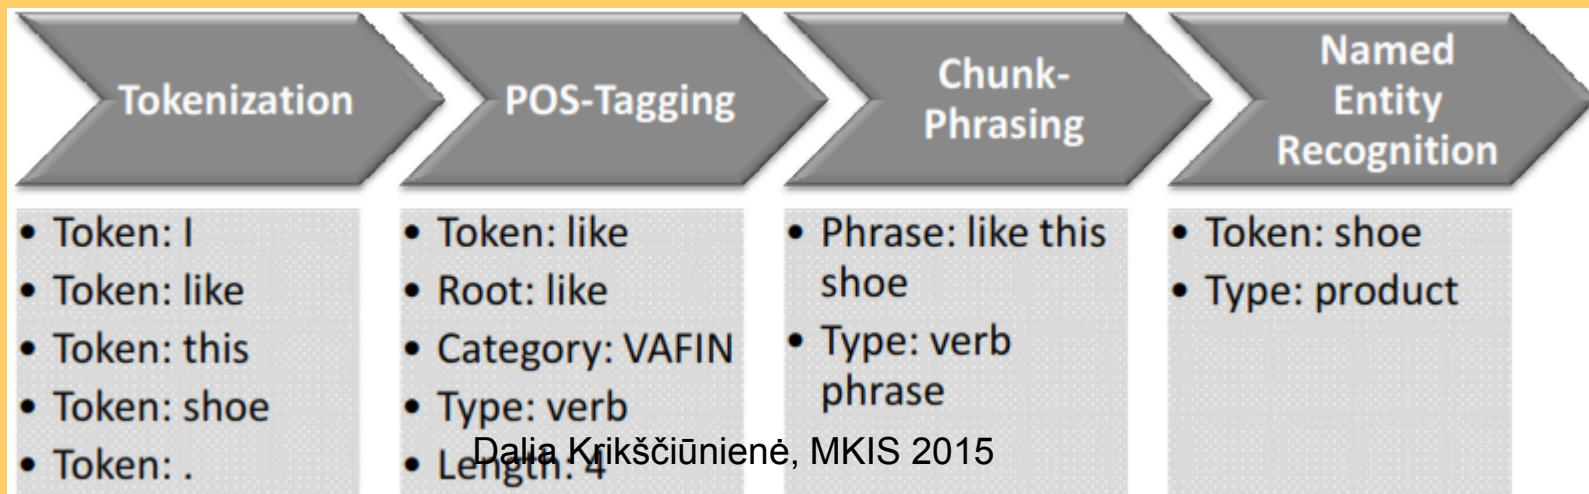 Tokenization
POS-Tagging
Chunk-
Phrasing
Named
Entity
Recognition
• Token: I
• Token: like
• Token: this
• Token: shoe
• Token: .
• Token: like
• Root: like
• Category: VAFIN
• Type: verb
• Length: 4
• Phrase: like this
shoe
• Type: verb
phrase
• Token: shoe
• Type: product
Dalia Krikščiūnienė, MKIS 2015